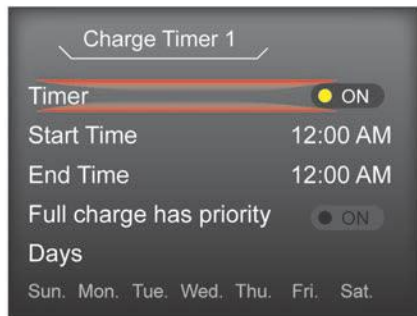 Charge Timer 1
Timer ON
Start Time 12:00 AM
End Time 12:00 AM
Full charge has priority ON
Days
Sun. Mon. Tue. Wed. Thu. Fri. Sat.